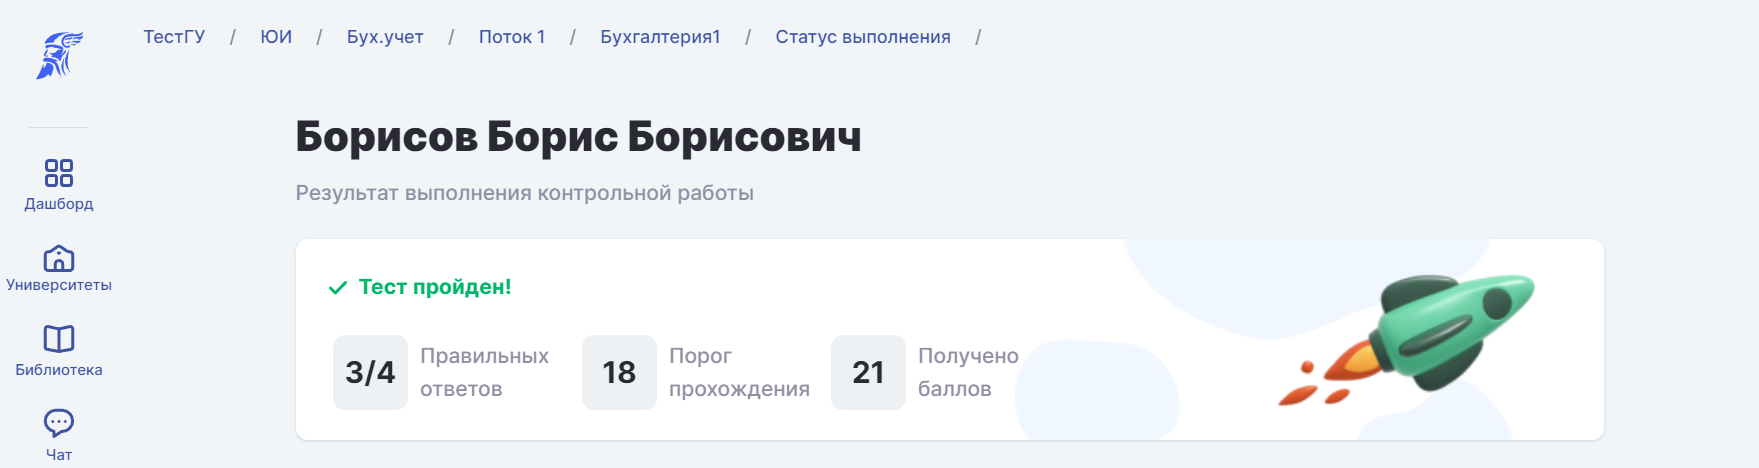 ТестГУ / ЮИ / Бух.учет / Поток 1 / Бухгалтерия1 / Статус выполнения /
Дашборд
Университеты
Библиотека
Чат
Борисов Борис Борисович
Результат выполнения контрольной работы
Тест пройден!
3/4
Правильных
ответов
18
Порог
прохождения
21
Получено
баллов